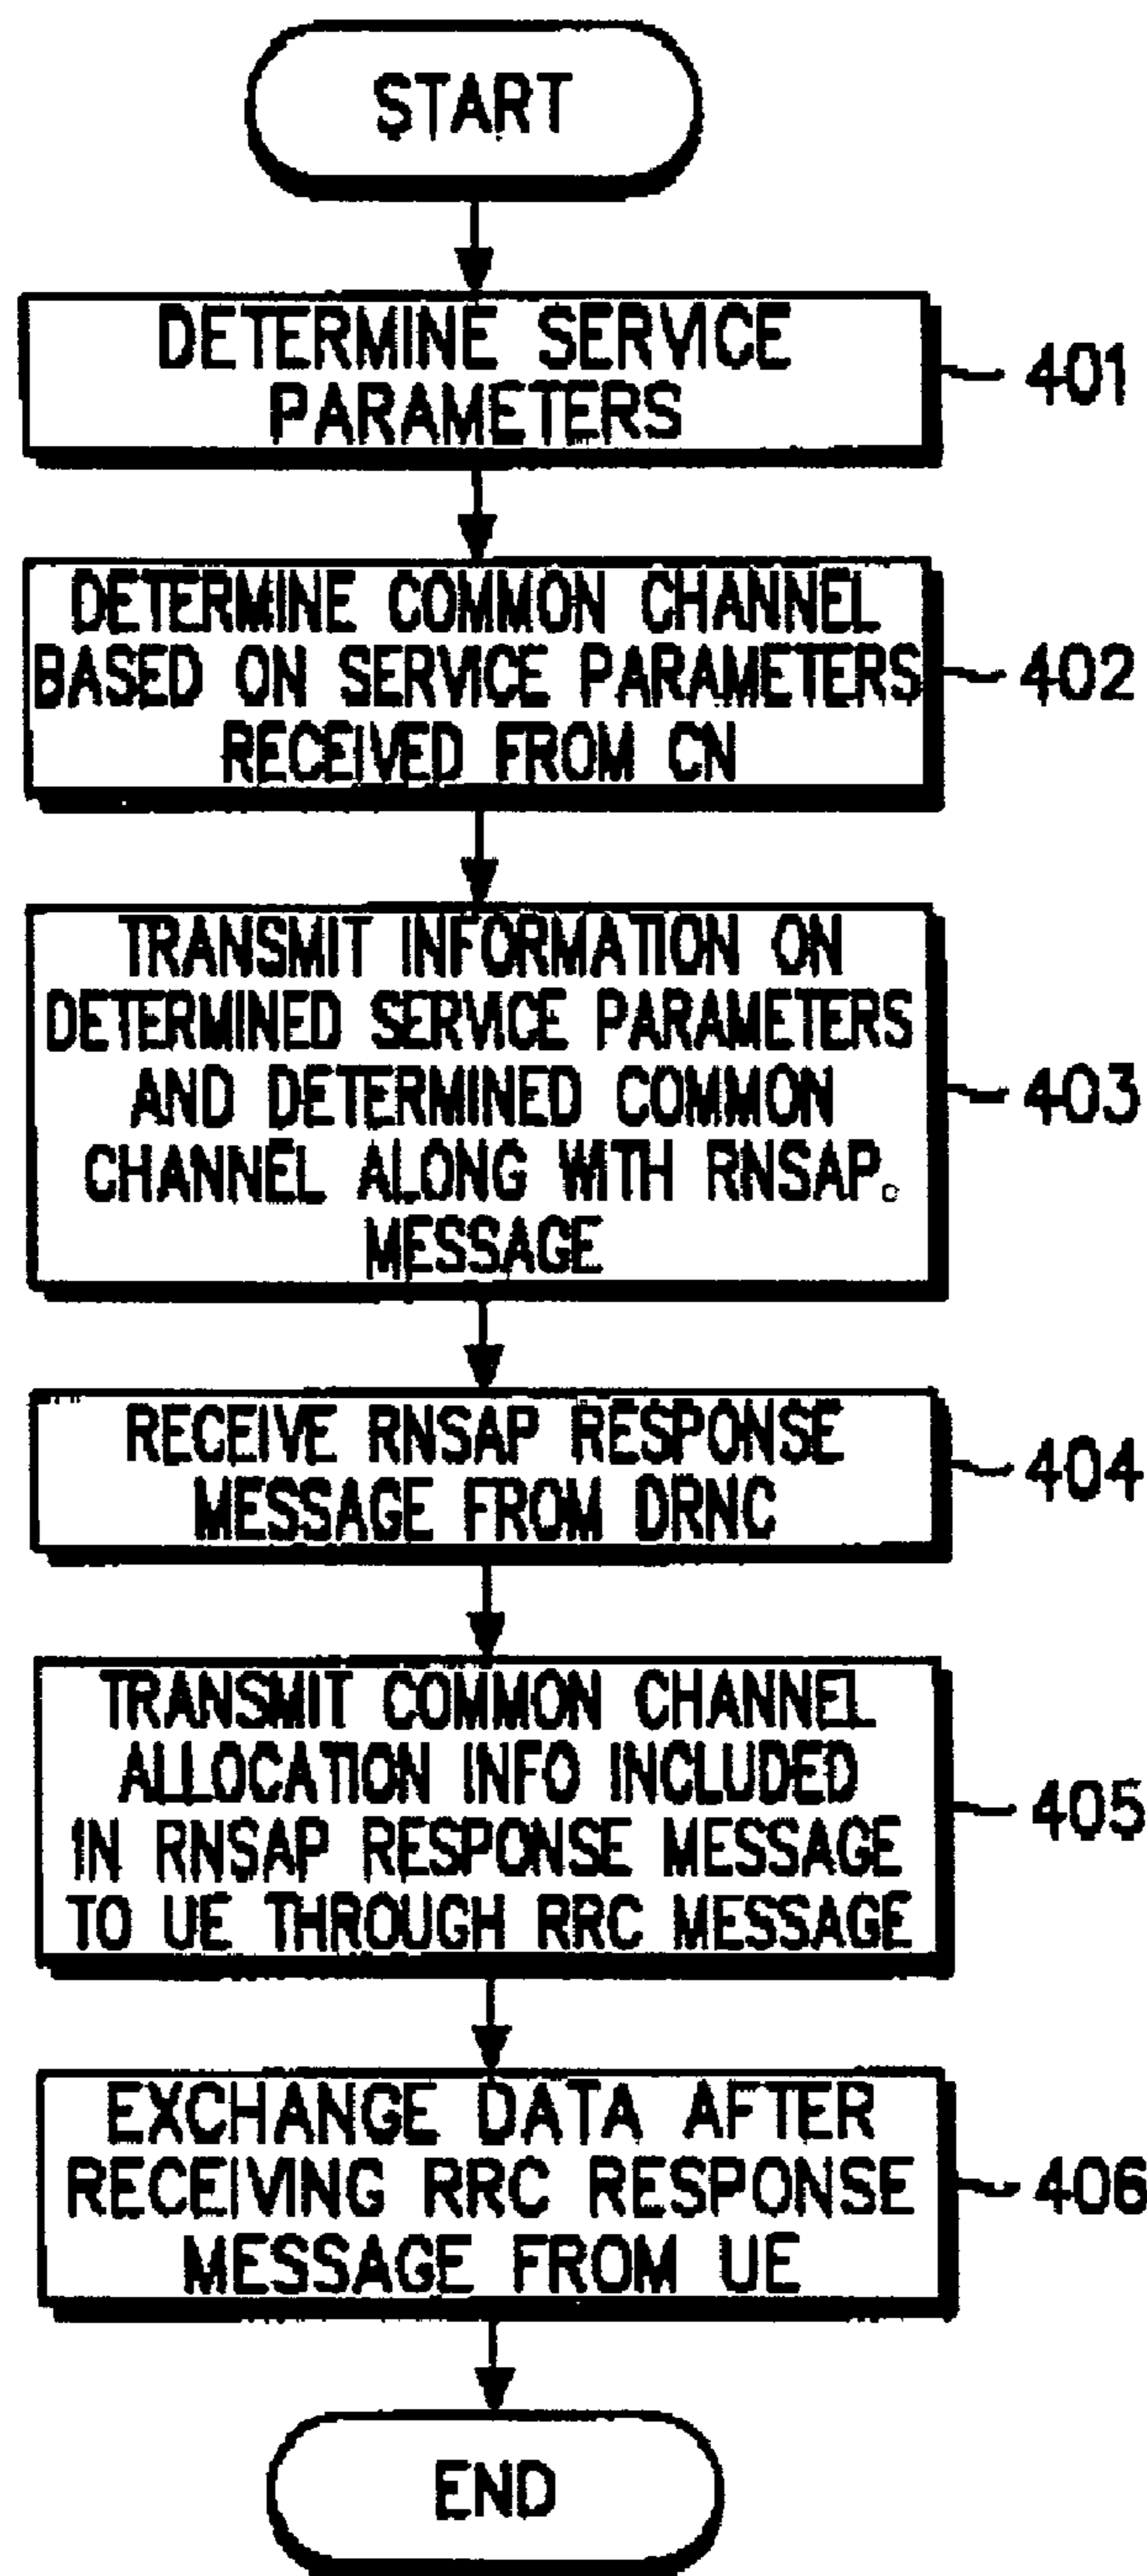 START
DETERMINE SERVICE
PARAMETERS
401
DETERMINE COMMON CHANNEL
BASED ON SERVICE PARAMETERS
RECEIVED FROM CN
402
TRANSMIT INFORMATION ON
DETERMINED SERVICE PARAMETERS
AND DETERMINED COMMON
CHANNEL ALONG WITH RNSAP
MESSAGE
403
RECEIVE RNSAP RESPONSE
MESSAGE FROM DRNC
404
TRANSMIT COMMON CHANNEL
ALLOCATION INFO INCLUDED
IN RNSAP RESPONSE MESSAGE
TO UE THROUGH RRC MESSAGE
405
EXCHANGE DATA AFTER
RECEIVING RRC RESPONSE
MESSAGE FROM UE
406
END